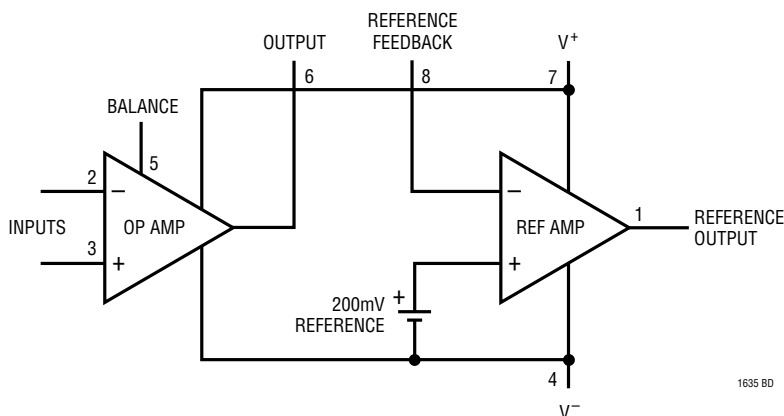 REFERENCE
FEEDBACK
OUTPUT
V+
6
8
7
BALANCE
5
2
−
−
INPUTS
OP AMP
REF AMP
1
REFERENCE
OUTPUT
3
+
+
200mV
REFERENCE
+
4
V−
1635 BD